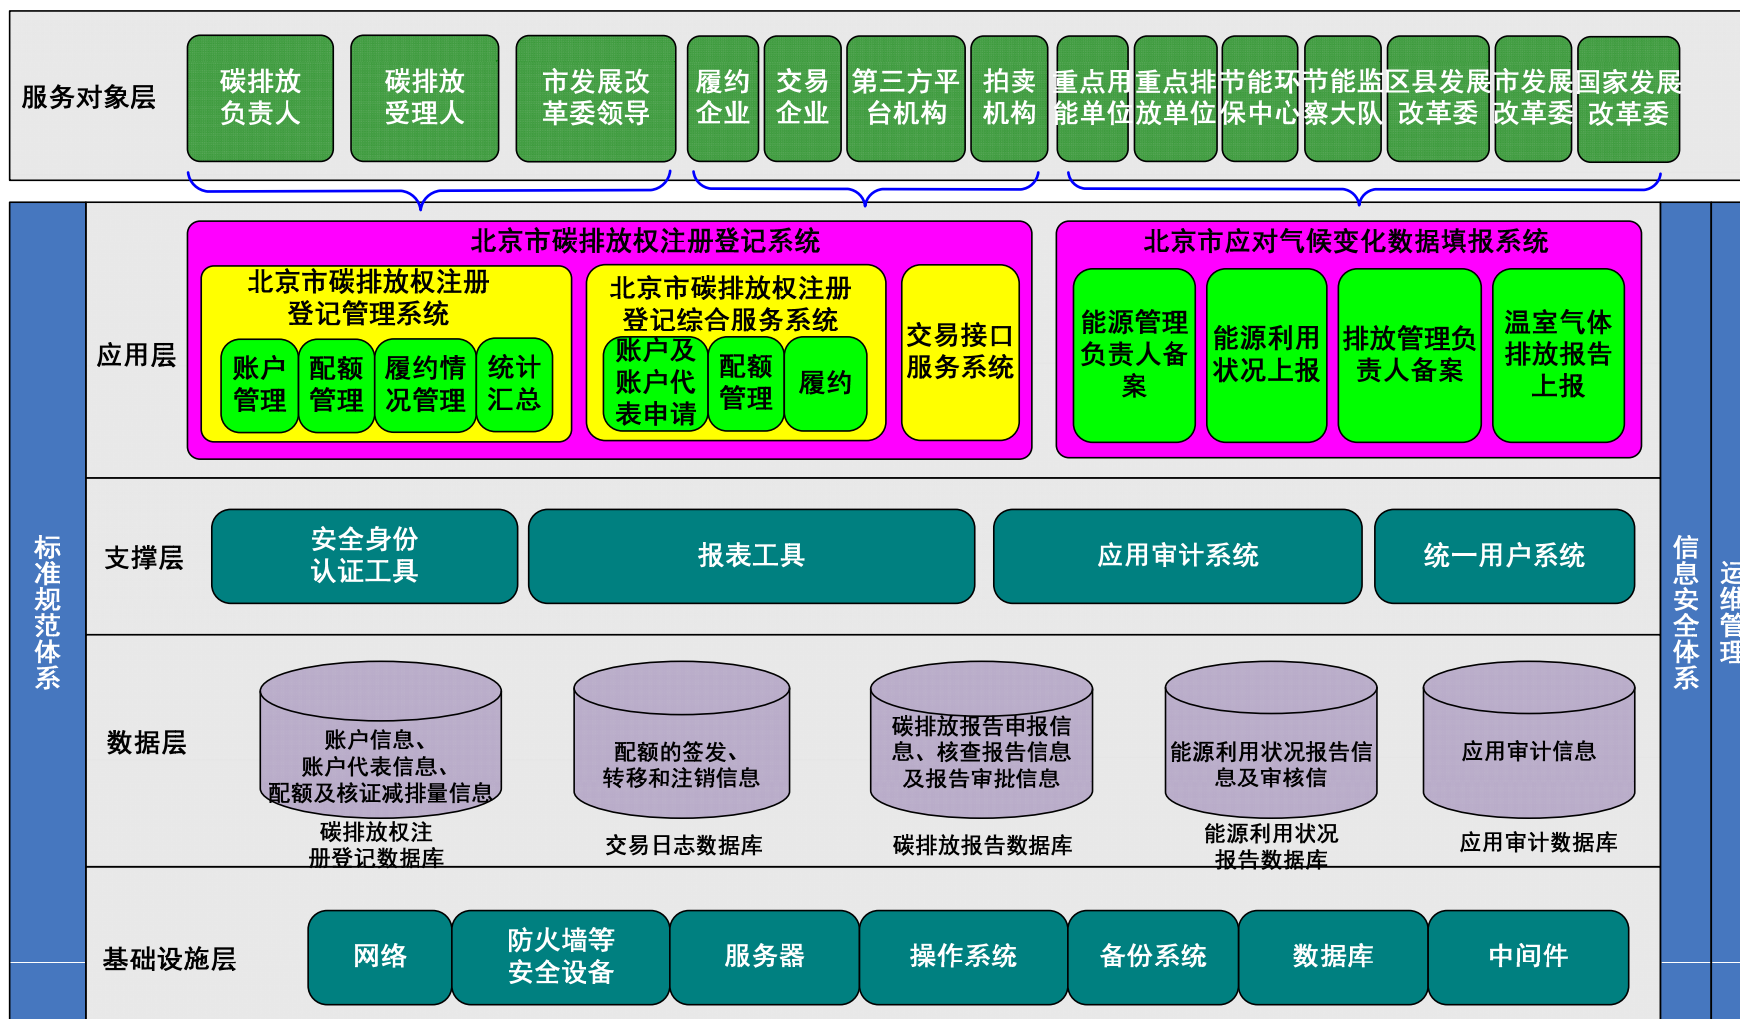 服务对象层
碳排放
负责人
碳排放
受理人
市发展改
革委领导
履约
企业
交易
企业
第三方平
台机构
拍卖
机构
重点用
能单位
重点排
放单位
节能环
保中心
节能监
察大队
区县发展
改革委
市发展
改革委
国家发展
改革委
标准规范体系
应用层
北京市碳排放权注册登记系统
北京市碳排放权注册
登记管理系统
账户
管理
配额
管理
履约情
况管理
统计
汇总
北京市碳排放权注册
登记综合服务系统
账户及
账户代
表申请
配额
管理
履约
交易接口
服务系统
北京市应对气候变化数据填报系统
能源管理
负责人备
案
能源利用
状况上报
排放管理负
责人备案
温室气体
排放报告
上报
支撑层
安全身份
认证工具
报表工具
应用审计系统
统一用户系统
数据层
账户信息、
账户代表信息、
配额及核证减排量信息
碳排放权注
册登记数据库
配额的签发、
转移和注销信息
交易日志数据库
碳排放报告申报信
息、核查报告信息
及报告审批信息
碳排放报告数据库
能源利用状况报告信
息及审核信
能源利用状况
报告数据库
应用审计信息
应用审计数据库
基础设施层
网络
防火墙等
安全设备
服务器
操作系统
备份系统
数据库
中间件
信息安全体系
运维管理